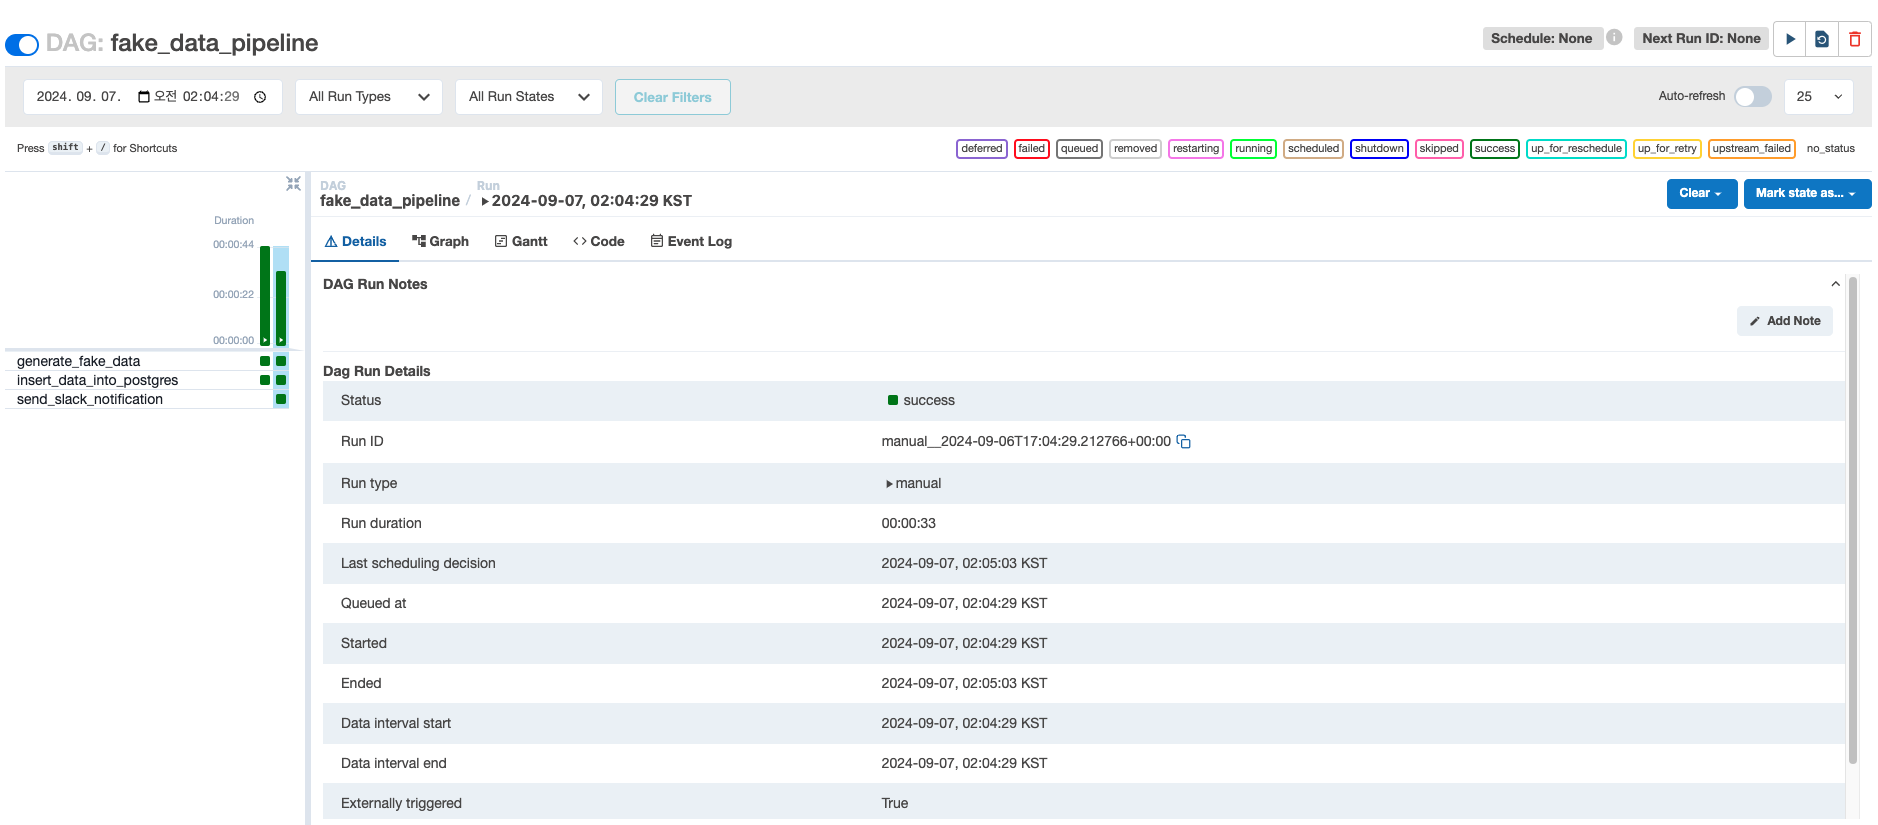 DAG: fake_data_pipeline
Schedule: None
Next Run ID: None
2024. 09. 07. 오전 02:04:29
All Run Types
All Run States
Clear Filters
Auto-refresh
25
Press shift + / for Shortcuts
deferred failed queued removed restarting running scheduled shutdown skipped success up_for_reschedule up_for_retry upstream_failed no_status
DAG
fake_data_pipeline /
Run
2024-09-07, 02:04:29 KST
Clear
Mark state as...
Duration
00:00:44
00:00:22
00:00:00
generate_fake_data
insert_data_into_postgres
send_slack_notification
Details Graph Gantt Code Event Log
DAG Run Notes
Add Note
Dag Run Details
Status success
Run ID manual__2024-09-06T17:04:29.212766+00:00
Run type manual
Run duration 00:00:33
Last scheduling decision 2024-09-07, 02:05:03 KST
Queued at 2024-09-07, 02:04:29 KST
Started 2024-09-07, 02:04:29 KST
Ended 2024-09-07, 02:05:03 KST
Data interval start 2024-09-07, 02:04:29 KST
Data interval end 2024-09-07, 02:04:29 KST
Externally triggered True